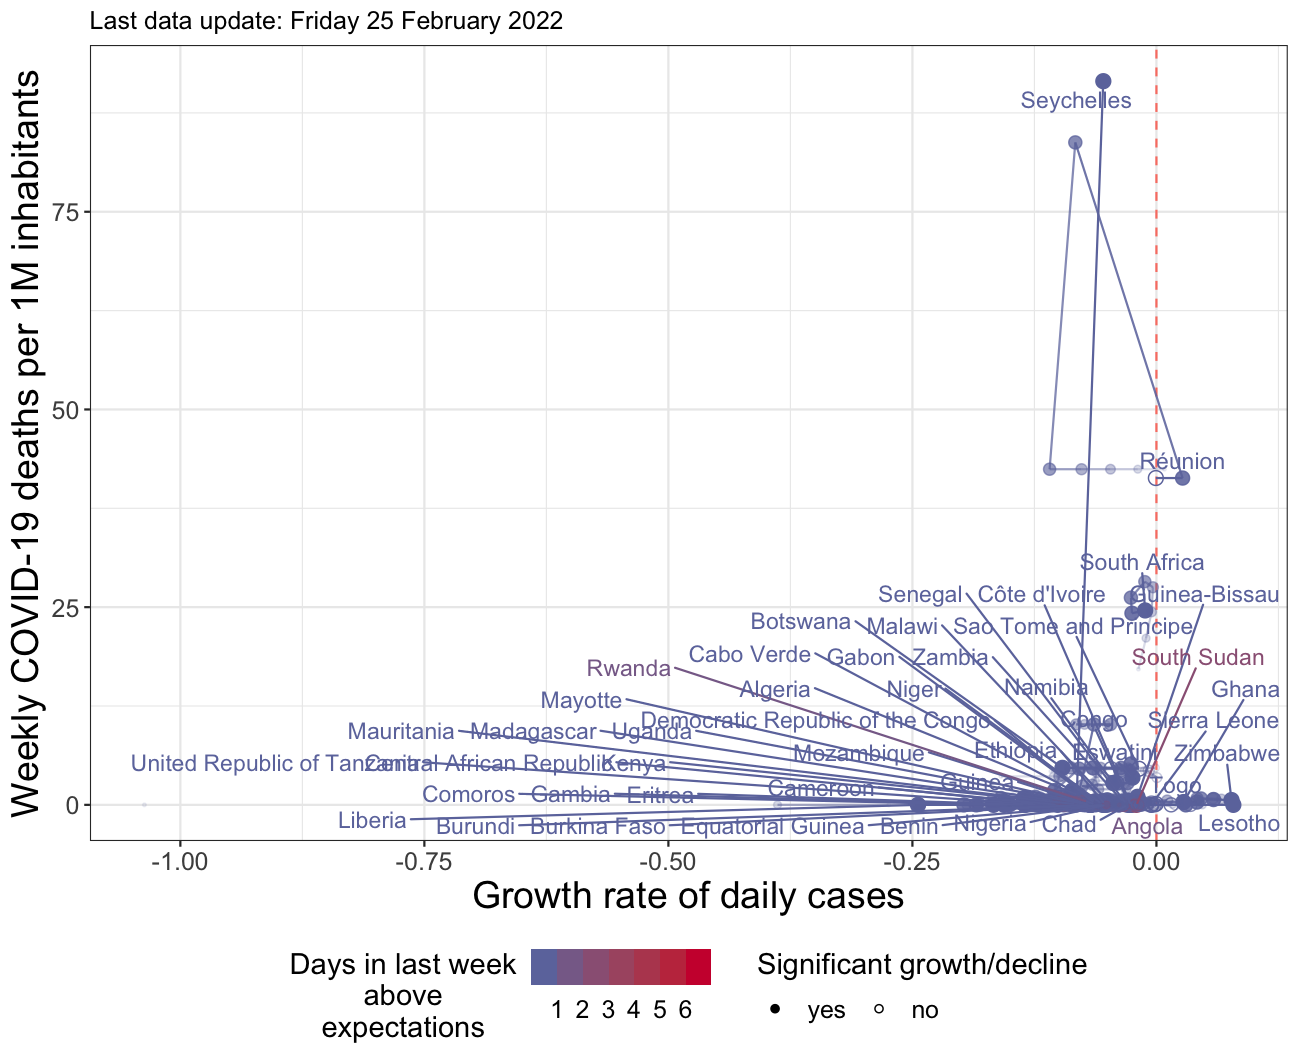 Last data update: Friday 25 February 2022
Weekly COVID-19 deaths per 1M inhabitants
75
50
25
0
Seychelles
Réunion
South Africa
Senegal Côte d'Ivoire Guinea-Bissau
Botswana Malawi Sao Tome and Principe
Cabo Verde Gabon Zambia South Sudan
Rwanda
Algeria Niger Namibia Ghana
Mayotte
Democratic Republic of the Congo Congo Sierra Leone
Mauritania Madagascar Uganda
Mozambique Ethiopia Eswatini Zimbabwe
United Republic of Tanzania Central African Republic Kenya
Guinea Togo
Comoros Gambia Eritrea Cameroon
Liberia Burundi Burkina Faso Equatorial Guinea Benin Nigeria Chad Angola Lesotho
-1.00 -0.75 -0.50 -0.25 0.00
Growth rate of daily cases
Days in last week
above
expectations
1 2 3 4 5 6
Significant growth/decline
yes no